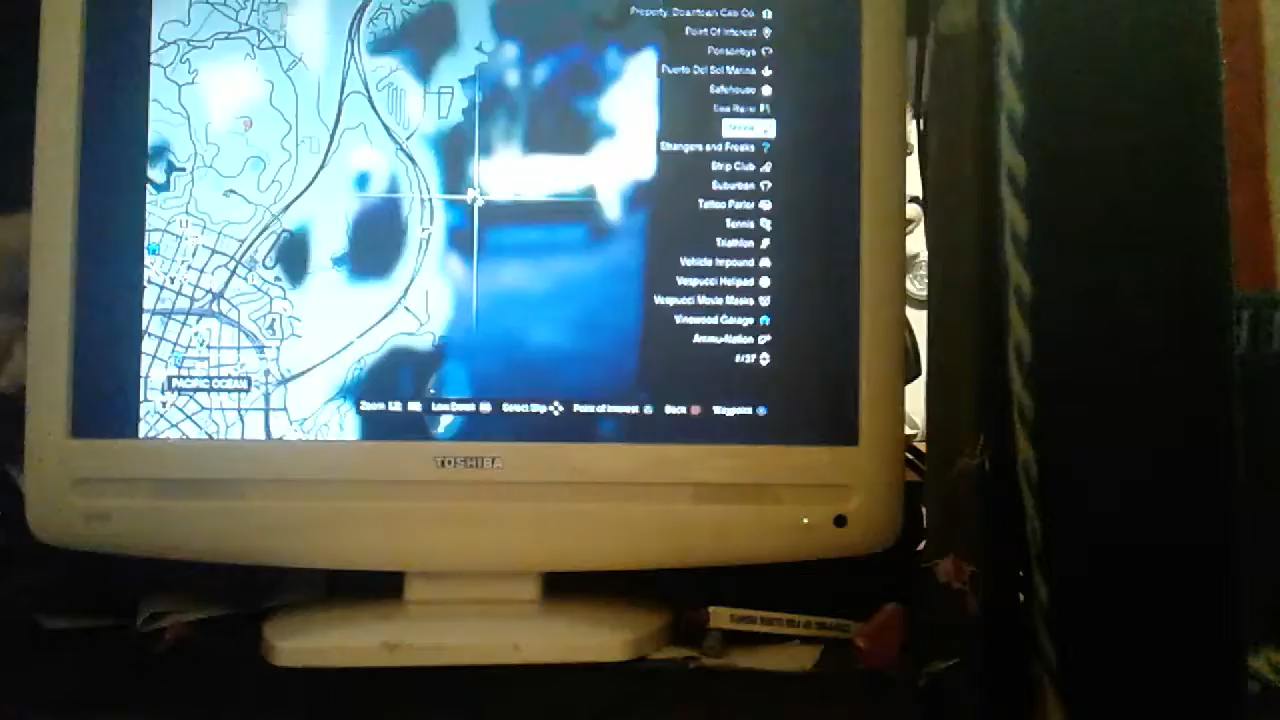 Property: Downtown Cab Co.
Point Of Interest
Ponsonbys
Puerto Del Sol Marina
Safehouse
Sea Race
Strangers and Freaks
Strip Club
Suburban
Tattoo Parlor
Tennis
Triathlon
Vehicle Impound
Vespucci Helipad
Vespucci Movie Masks
Vinewood Garage
Ammu-Nation
PACIFIC OCEAN
Zoom Point of Interest Back Waypoint
TOSHIBA